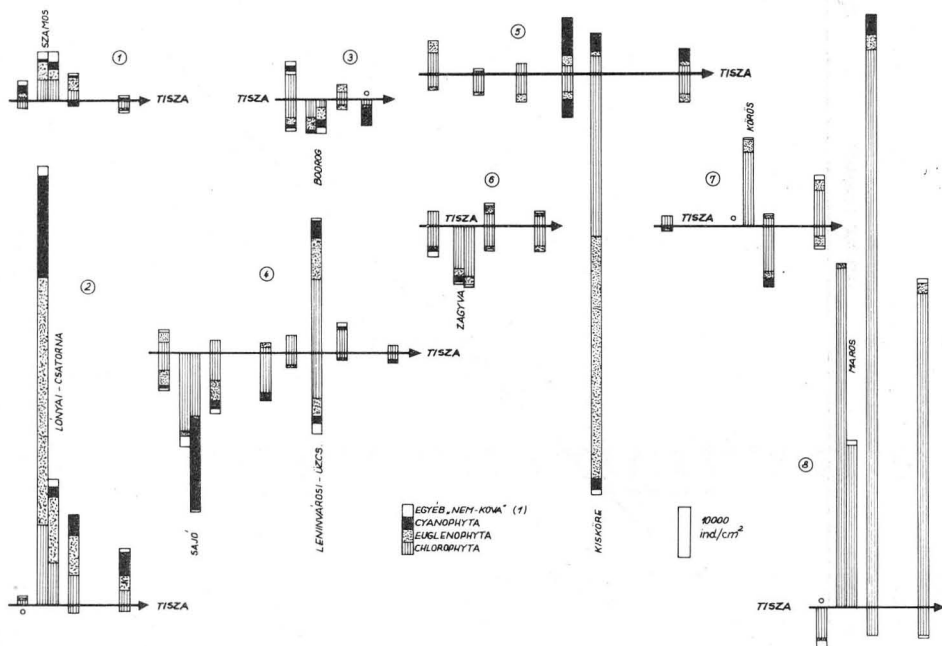 SZAMOS
1
TISZA
2
LÓNYAI-CSATORNA
TISZA
3
TISZA
BODROG
4
TISZA
SAJÓ
LENINVÁROSI-ÜZCS.
5
TISZA
KISKÖRE
6
TISZA
ZAGYVA
7
TISZA
KÖRÖS
8
MAROS
TISZA
EGYÉB „NEM-KOVA" (1)
CYANOPHYTA
EUGLENOPHYTA
CHLOROPHYTA
10000
ind/cm²